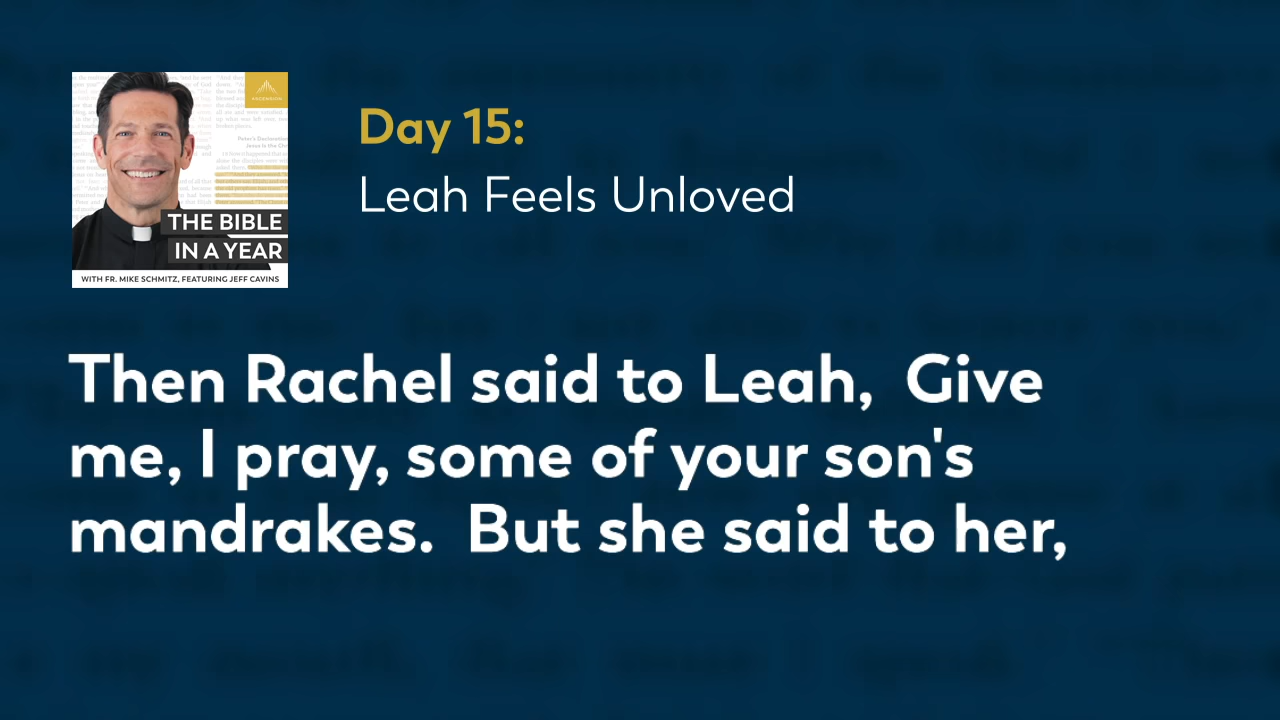 ASCENSION
THE BIBLE
IN A YEAR
WITH FR. MIKE SCHMITZ, FEATURING JEFF CAVINS
Day 15:
Leah Feels Unloved
Then Rachel said to Leah,  Give
me, I pray, some of your son's
mandrakes.  But she said to her,